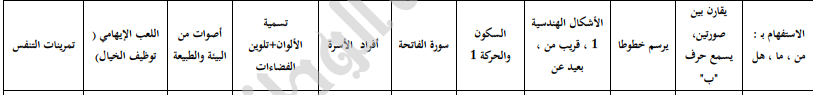 الاستفهام بـ :
من ، ما ، هل
يقارن بين
صورتين،
يسمع حرف
"ب"
يرسم خطوطا
الأشكال الهندسية
1 ، قريب من ،
بعيد عن
السكون
والحركة 1
سورة الفاتحة
أفراد الأسرة
تسمية
الألوان+تلوين
الفضاءات
أصوات من
البيئة والطبيعة
اللعب الإيهامي (
توظيف الخيال)
تمرينات التنفس